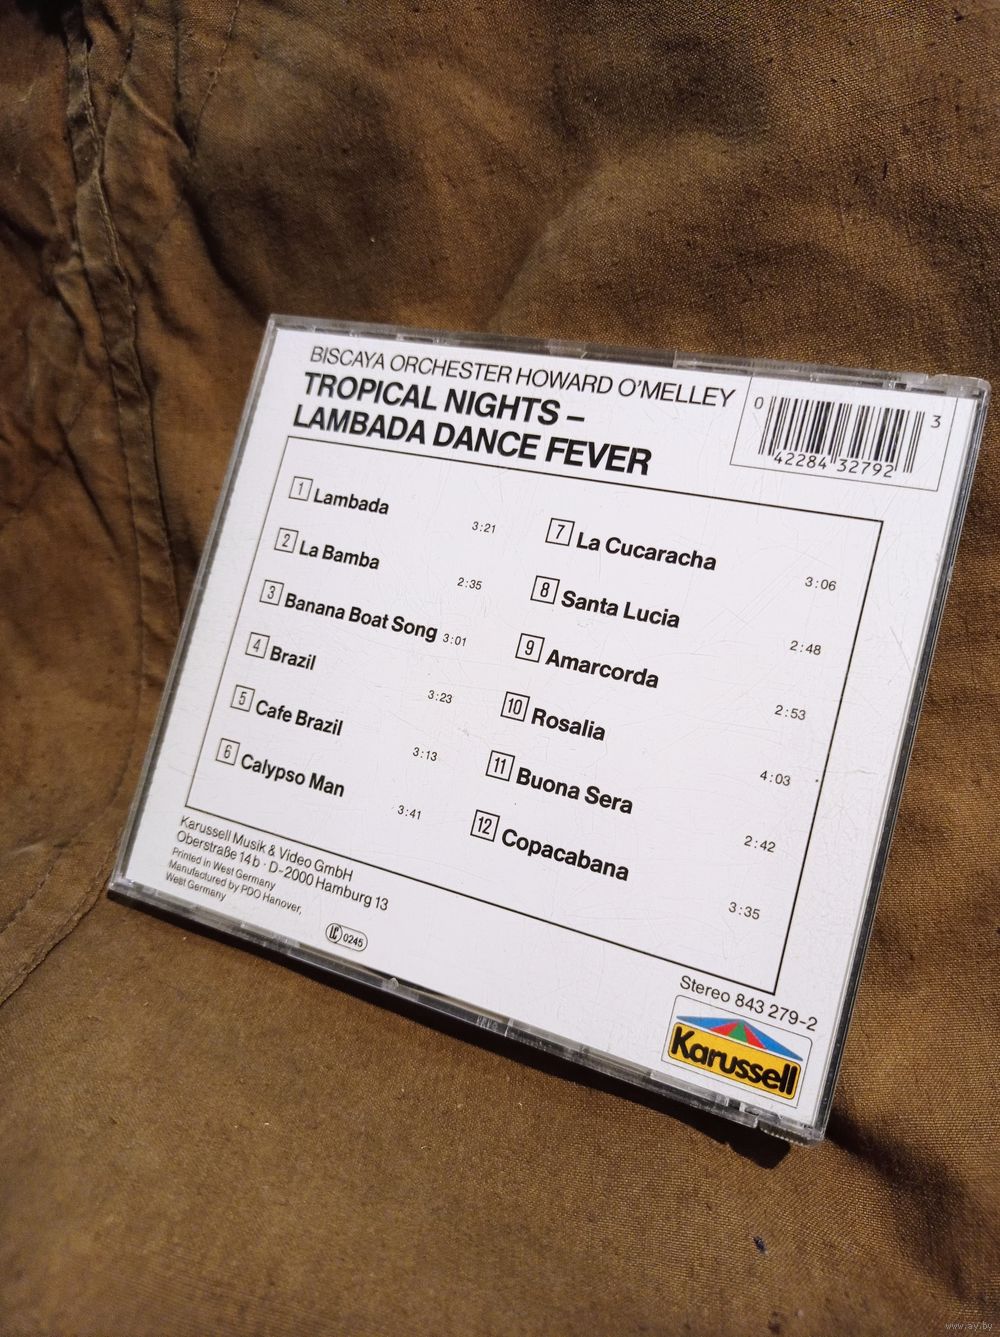 BISCAYA ORCHESTER HOWARD O'MELLEY
TROPICAL NIGHTS –
LAMBADA DANCE FEVER
0 42284 32792 3
1 Lambada 3:21
2 La Bamba 2:35
3 Banana Boat Song 3:01
4 Brazil 3:23
5 Cafe Brazil 3:13
6 Calypso Man 3:41
7 La Cucaracha 3:06
8 Santa Lucia 2:48
9 Amarcorda 2:53
10 Rosalia 4:03
11 Buona Sera 2:42
12 Copacabana 3:35
Karussell Musik & Video GmbH
Oberstraße 14b · D-2000 Hamburg 13
Printed in West Germany
Manufactured by PDO Hanover,
West Germany
LC 0245
Stereo 843 279-2
Karussell
www.ay.by